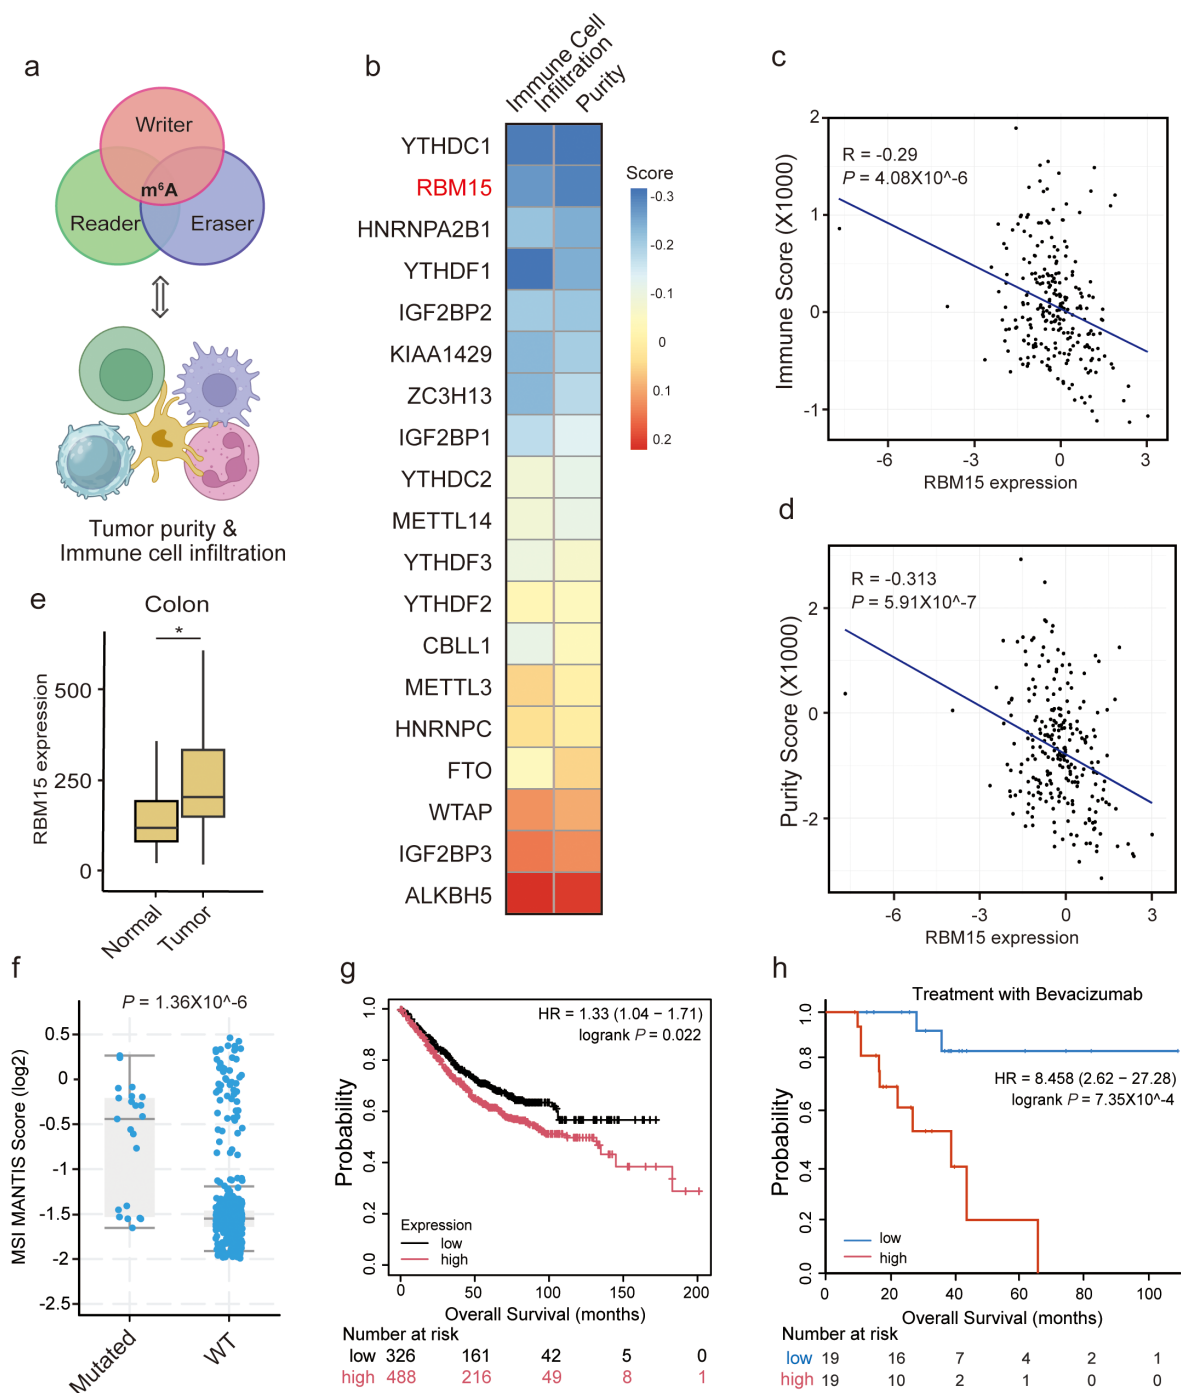 a
Writer
m⁶A
Reader
Eraser
Tumor purity &
Immune cell infiltration
b
Immune Cell
Infiltration
Purity
YTHDC1
RBM15
HNRNPA2B1
YTHDF1
IGF2BP2
KIAA1429
ZC3H13
IGF2BP1
YTHDC2
METTL14
YTHDF3
YTHDF2
CBLL1
METTL3
HNRNPC
FTO
WTAP
IGF2BP3
ALKBH5
Score
-0.3
-0.2
-0.1
0
0.1
0.2
c
R = -0.29
P = 4.08X10^-6
Immune Score (X1000)
2
1
0
-1
-6
-3
0
3
RBM15 expression
d
R = -0.313
P = 5.91X10^-7
Purity Score (X1000)
2
0
-2
-6
-3
0
3
RBM15 expression
e
Colon
*
RBM15 expression
500
250
0
Normal
Tumor
f
P = 1.36X10^-6
MSI MANTIS Score (log2)
0.5
0
-0.5
-1
-1.5
-2
-2.5
Mutated
WT
g
HR = 1.33 (1.04 − 1.71)
logrank P = 0.022
Probability
1.0
0.8
0.6
0.4
0.2
0.0
Expression
low
high
0
50
100
150
200
Overall Survival (months)
Number at risk
low 326 161 42 5 0
high 488 216 49 8 1
h
Treatment with Bevacizumab
HR = 8.458 (2.62 − 27.28)
logrank P = 7.35X10^-4
Probability
1.0
0.8
0.6
0.4
0.2
0.0
low
high
0
20
40
60
80
100
Overall Survival (months)
Number at risk
low 19 16 7 4 2 1
high 19 10 2 1 0 0